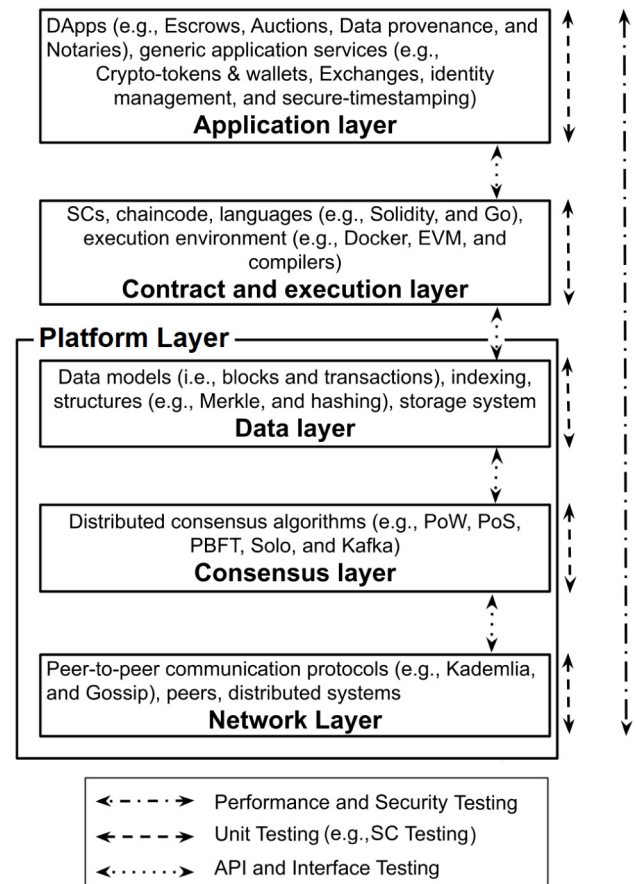 DApps (e.g., Escrows, Auctions, Data provenance, and
Notaries), generic application services (e.g.,
Crypto-tokens & wallets, Exchanges, identity
management, and secure-timestamping)
Application layer
SCs, chaincode, languages (e.g., Solidity, and Go),
execution environment (e.g., Docker, EVM, and
compilers)
Contract and execution layer
Platform Layer
Data models (i.e., blocks and transactions), indexing,
structures (e.g., Merkle, and hashing), storage system
Data layer
Distributed consensus algorithms (e.g., PoW, PoS,
PBFT, Solo, and Kafka)
Consensus layer
Peer-to-peer communication protocols (e.g., Kademlia,
and Gossip), peers, distributed systems
Network Layer
Performance and Security Testing
Unit Testing (e.g.,SC Testing)
API and Interface Testing